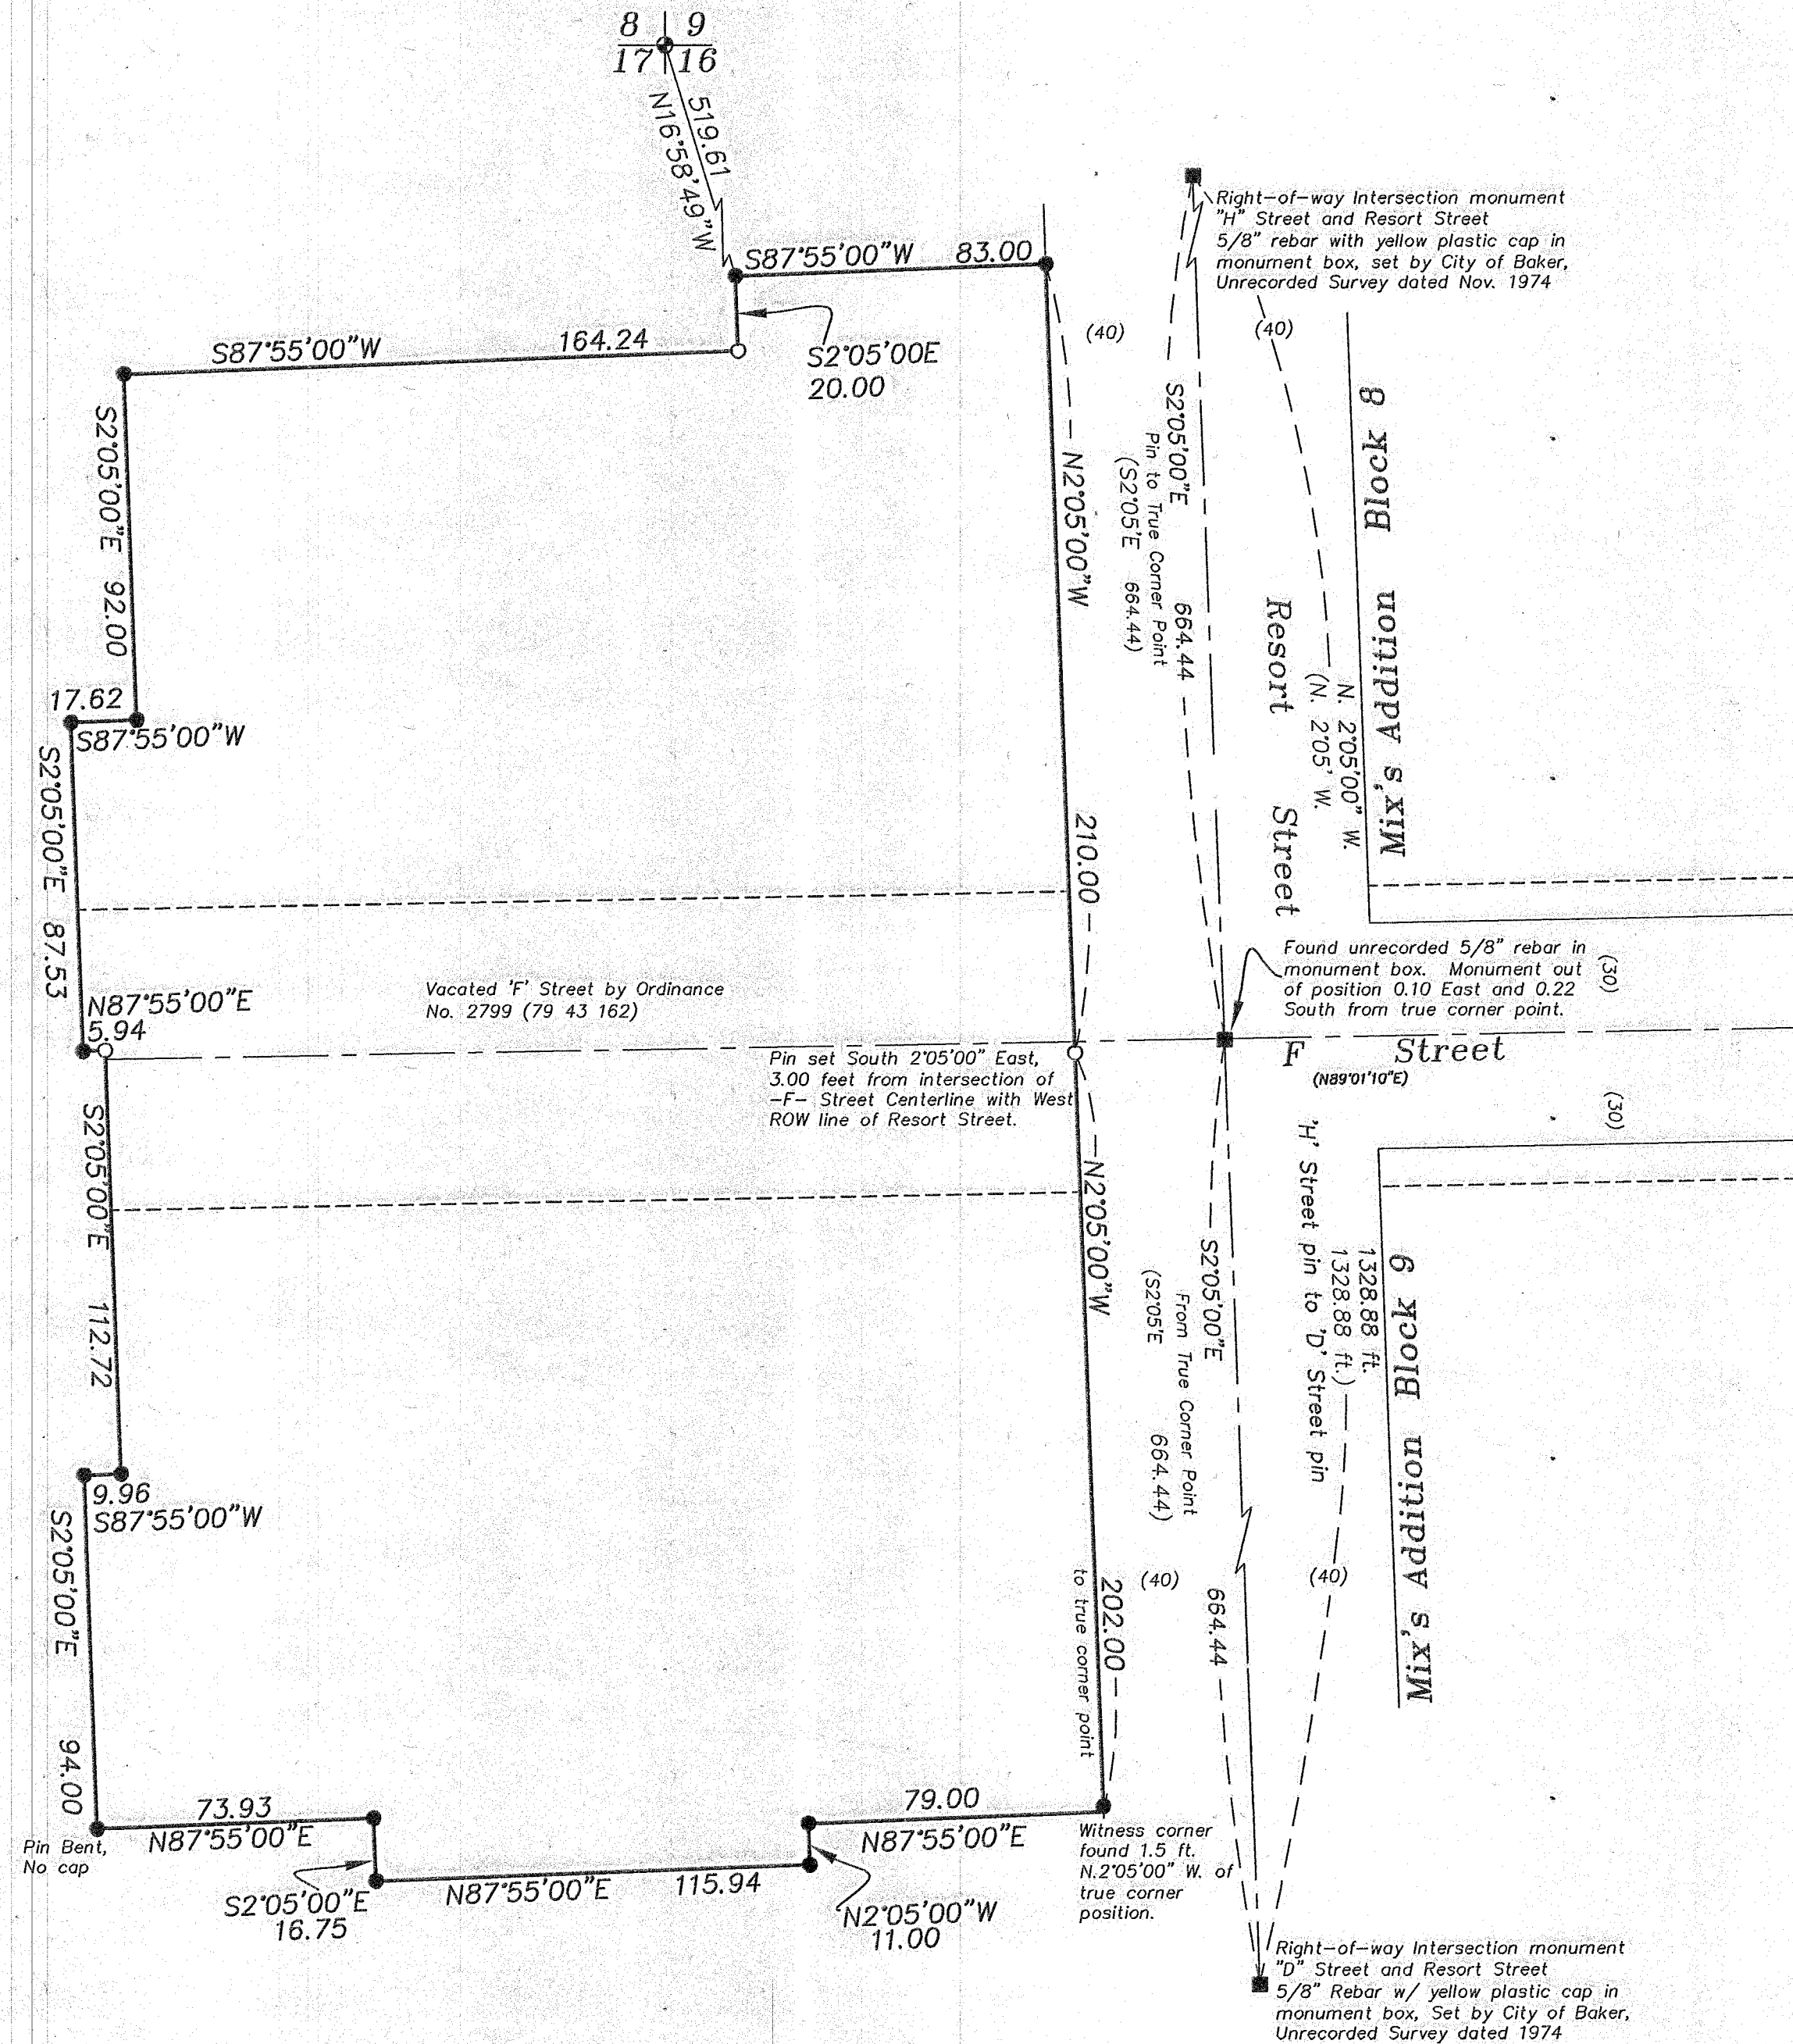 8 9
17 16
519.61
N16°58'49"W
Right-of-way Intersection monument
"H" Street and Resort Street
5/8" rebar with yellow plastic cap in
monument box, set by City of Baker,
Unrecorded Survey dated Nov. 1974
S87°55'00"W 83.00
(40)
(40)
S2°05'00E
20.00
S87°55'00"W 164.24
S2°05'00"E 92.00
N2°05'00"W 210.00
S2°05'00"E 664.44
Pin to True Corner Point
(S2°05'E 664.44)
Resort Street
N. 2°05'00" W.
(N. 2°05' W.
Mix's Addition Block 8
17.62
S87°55'00"W
S2°05'00"E 87.53
N87°55'00"E
5.94
Vacated 'F' Street by Ordinance
No. 2799 (79 43 162)
Found unrecorded 5/8" rebar in
monument box. Monument out
of position 0.10 East and 0.22
South from true corner point.
(30)
F Street
(N89°01'10"E)
(30)
Pin set South 2°05'00" East,
3.00 feet from intersection of
-F- Street Centerline with West
ROW line of Resort Street.
S2°05'00"E 112.72
N2°05'00"W 202.00
to true corner point
S2°05'00"E 664.44
From True Corner Point
(S2°05'E 664.44)
'H' Street pin to 'D' Street pin
1328.88 ft.
1328.88 ft.)
Mix's Addition Block 9
9.96
S87°55'00"W
S2°05'00"E 94.00
(40)
(40)
Pin Bent,
No cap
73.93
N87°55'00"E
S2°05'00"E
16.75
N87°55'00"E 115.94
N2°05'00"W
11.00
79.00
N87°55'00"E
Witness corner
found 1.5 ft.
N.2°05'00" W. of
true corner
position.
Right-of-way Intersection monument
"D" Street and Resort Street
5/8" Rebar w/ yellow plastic cap in
monument box, Set by City of Baker,
Unrecorded Survey dated 1974